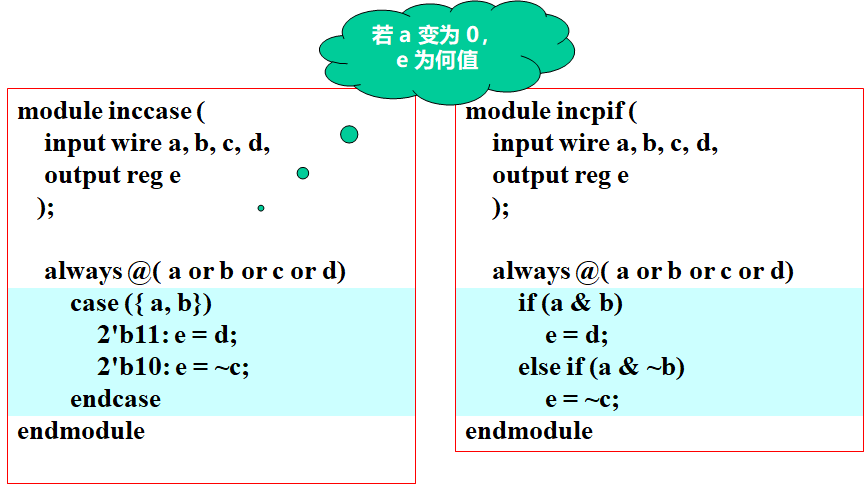 若 a 变为 0，
e 为何值
module inccase (
input wire a, b, c, d,
output reg e
);
always @( a or b or c or d)
case ({ a, b})
2'b11: e = d;
2'b10: e = ~c;
endcase
endmodule
module incpif (
input wire a, b, c, d,
output reg e
);
always @( a or b or c or d)
if (a & b)
e = d;
else if (a & ~b)
e = ~c;
endmodule